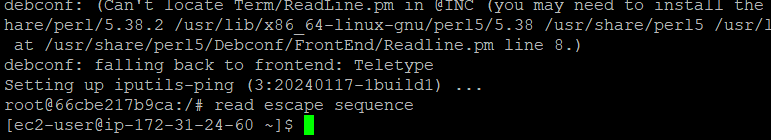 debconf: (Can't locate Term/ReadLine.pm in @INC (you may need to install the
hare/perl/5.38.2 /usr/lib/x86_64-linux-gnu/perl5/5.38 /usr/share/perl5 /usr/l
at /usr/share/perl5/Debconf/FrontEnd/Readline.pm line 8.)
debconf: falling back to frontend: Teletype
Setting up iputils-ping (3:20240117-1build1) ...
root@66cbe217b9ca:/# read escape sequence
[ec2-user@ip-172-31-24-60 ~]$